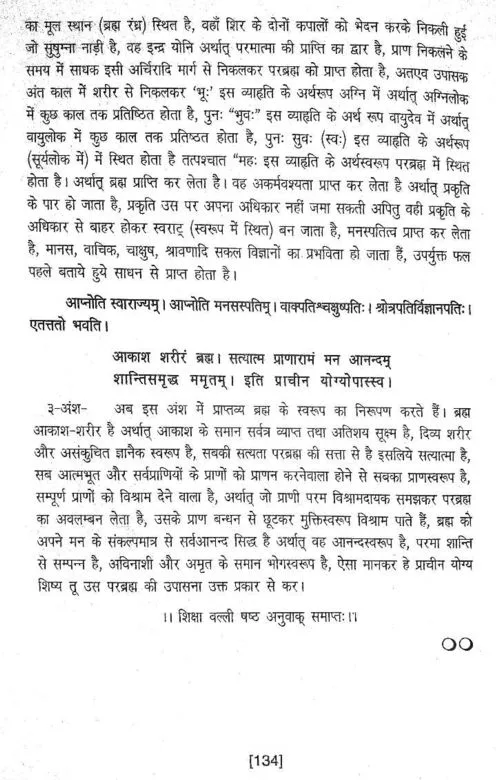 का मूल स्थान (ब्रह्म रंध्र) स्थित है, वहाँ शिर के दोनों कपालों को भेदन करके निकली हुई
जो सुषुम्ना नाड़ी है, वह इन्द्र योनि अर्थात् परमात्मा की प्राप्ति का द्वार है, प्राण निकलने के
समय में साधक इसी अर्चिरादि मार्ग से निकलकर परब्रह्म को प्राप्त होता है, अतएव उपासक
अंत काल में शरीर से निकलकर 'भूः' इस व्याहृति के अर्थरूप अग्नि में अर्थात् अग्निलोक
में कुछ काल तक प्रतिष्ठित होता है, पुनः "भुवः" इस व्याहृति के अर्थ रूप वायुदेव में अर्थात्
वायुलोक में कुछ काल तक प्रतिष्ठत होता है, पुनः सुवः (स्वः) इस व्याहृति के अर्थरूप
(सूर्यलोक में) में स्थित होता है तत्पश्चात "महः इस व्याहृति के अर्थस्वरूप परब्रह्म में स्थित
होता है। अर्थात् ब्रह्म प्राप्ति कर लेता है। वह अकर्मवश्यता प्राप्त कर लेता है अर्थात् प्रकृति
के पार हो जाता है, प्रकृति उस पर अपना अधिकार नहीं जमा सकती अपितु वही प्रकृति के
अधिकार से बाहर होकर स्वराट् (स्वरूप में स्थित) बन जाता है, मनस्पतित्व प्राप्त कर लेता
है, मानस, वाचिक, चाक्षुष, श्रावणादि सकल विज्ञानों का प्रभविता हो जाता हैं, उपर्युक्त फल
पहले बताये हुये साधन से प्राप्त होता है।
आप्नोति स्वाराज्यम्। आप्नोति मनसस्पतिम्। वाक्पतिश्चक्षुष्पतिः। श्रोत्रपतिर्विज्ञानपतिः।
एतत्ततो भवति।
आकाश शरीरं ब्रह्म। सत्यात्म प्राणारामं मन आनन्दम्
शान्तिसमृद्ध ममृतम्। इति प्राचीन योग्योपास्स्व।
३-अंश- अब इस अंश में प्राप्तव्य ब्रह्म के स्वरूप का निरूपण करते हैं। ब्रह्म
आकाश-शरीर है अर्थात् आकाश के समान सर्वत्र व्याप्त तथा अतिशय सूक्ष्म है, दिव्य शरीर
और असंकुचित ज्ञानैक स्वरूप है, सबकी सत्यता परब्रह्म की सत्ता से है इसलिये सत्यात्मा है,
सब आत्मभूत और सर्वप्राणियों के प्राणों को प्राणन करनेवाला होने से सबका प्राणस्वरूप है,
सम्पूर्ण प्राणों को विश्राम देने वाला है, अर्थात् जो प्राणी परम विश्रामदायक समझकर परब्रह्म
का अवलम्बन लेता है, उसके प्राण बन्धन से छूटकर मुक्तिस्वरूप विश्राम पाते हैं, ब्रह्म को
अपने मन के संकल्पमात्र से सर्वआनन्द सिद्ध है अर्थात् वह आनन्दस्वरूप है, परमा शान्ति
से सम्पन्न है, अविनाशी और अमृत के समान भोगस्वरूप है, ऐसा मानकर हे प्राचीन योग्य
शिष्य तू उस परब्रह्म की उपासना उक्त प्रकार से कर।
।। शिक्षा वल्ली षष्ठ अनुवाक् समाप्तः।।
[134]